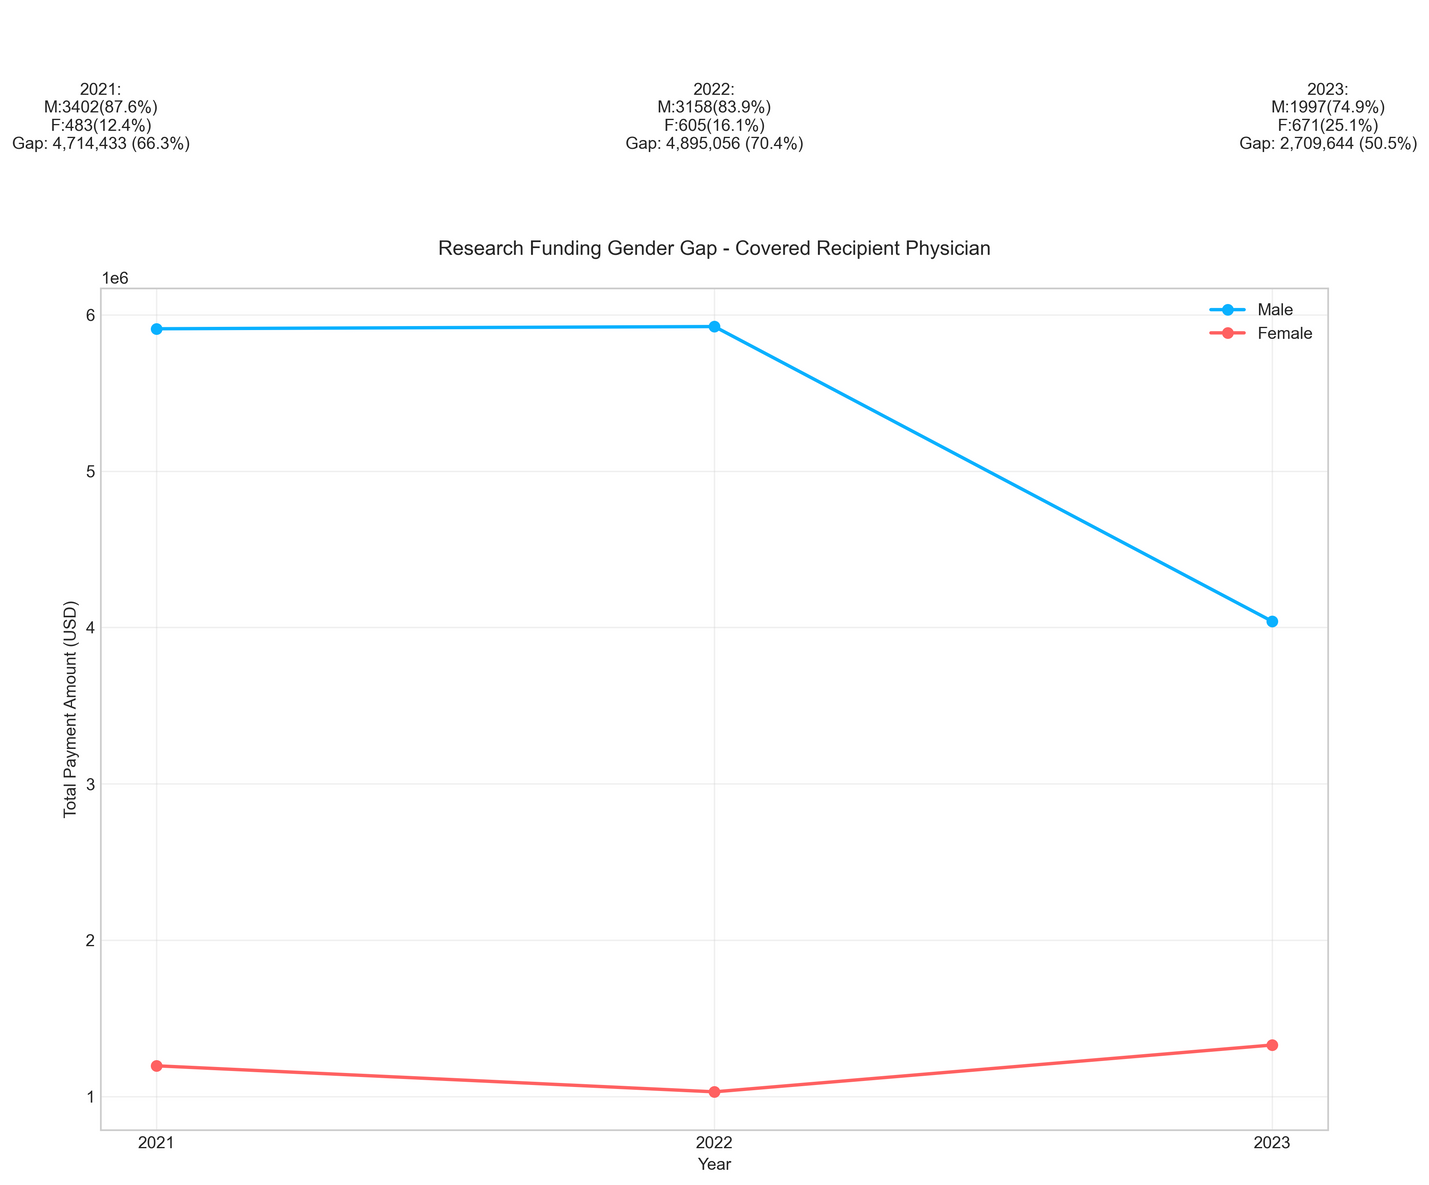 2021:
M:3402(87.6%)
F:483(12.4%)
Gap: 4,714,433 (66.3%)
2022:
M:3158(83.9%)
F:605(16.1%)
Gap: 4,895,056 (70.4%)
2023:
M:1997(74.9%)
F:671(25.1%)
Gap: 2,709,644 (50.5%)
Research Funding Gender Gap - Covered Recipient Physician
1e6
Male
Female
6
5
4
3
2
1
Total Payment Amount (USD)
2021
2022
2023
Year